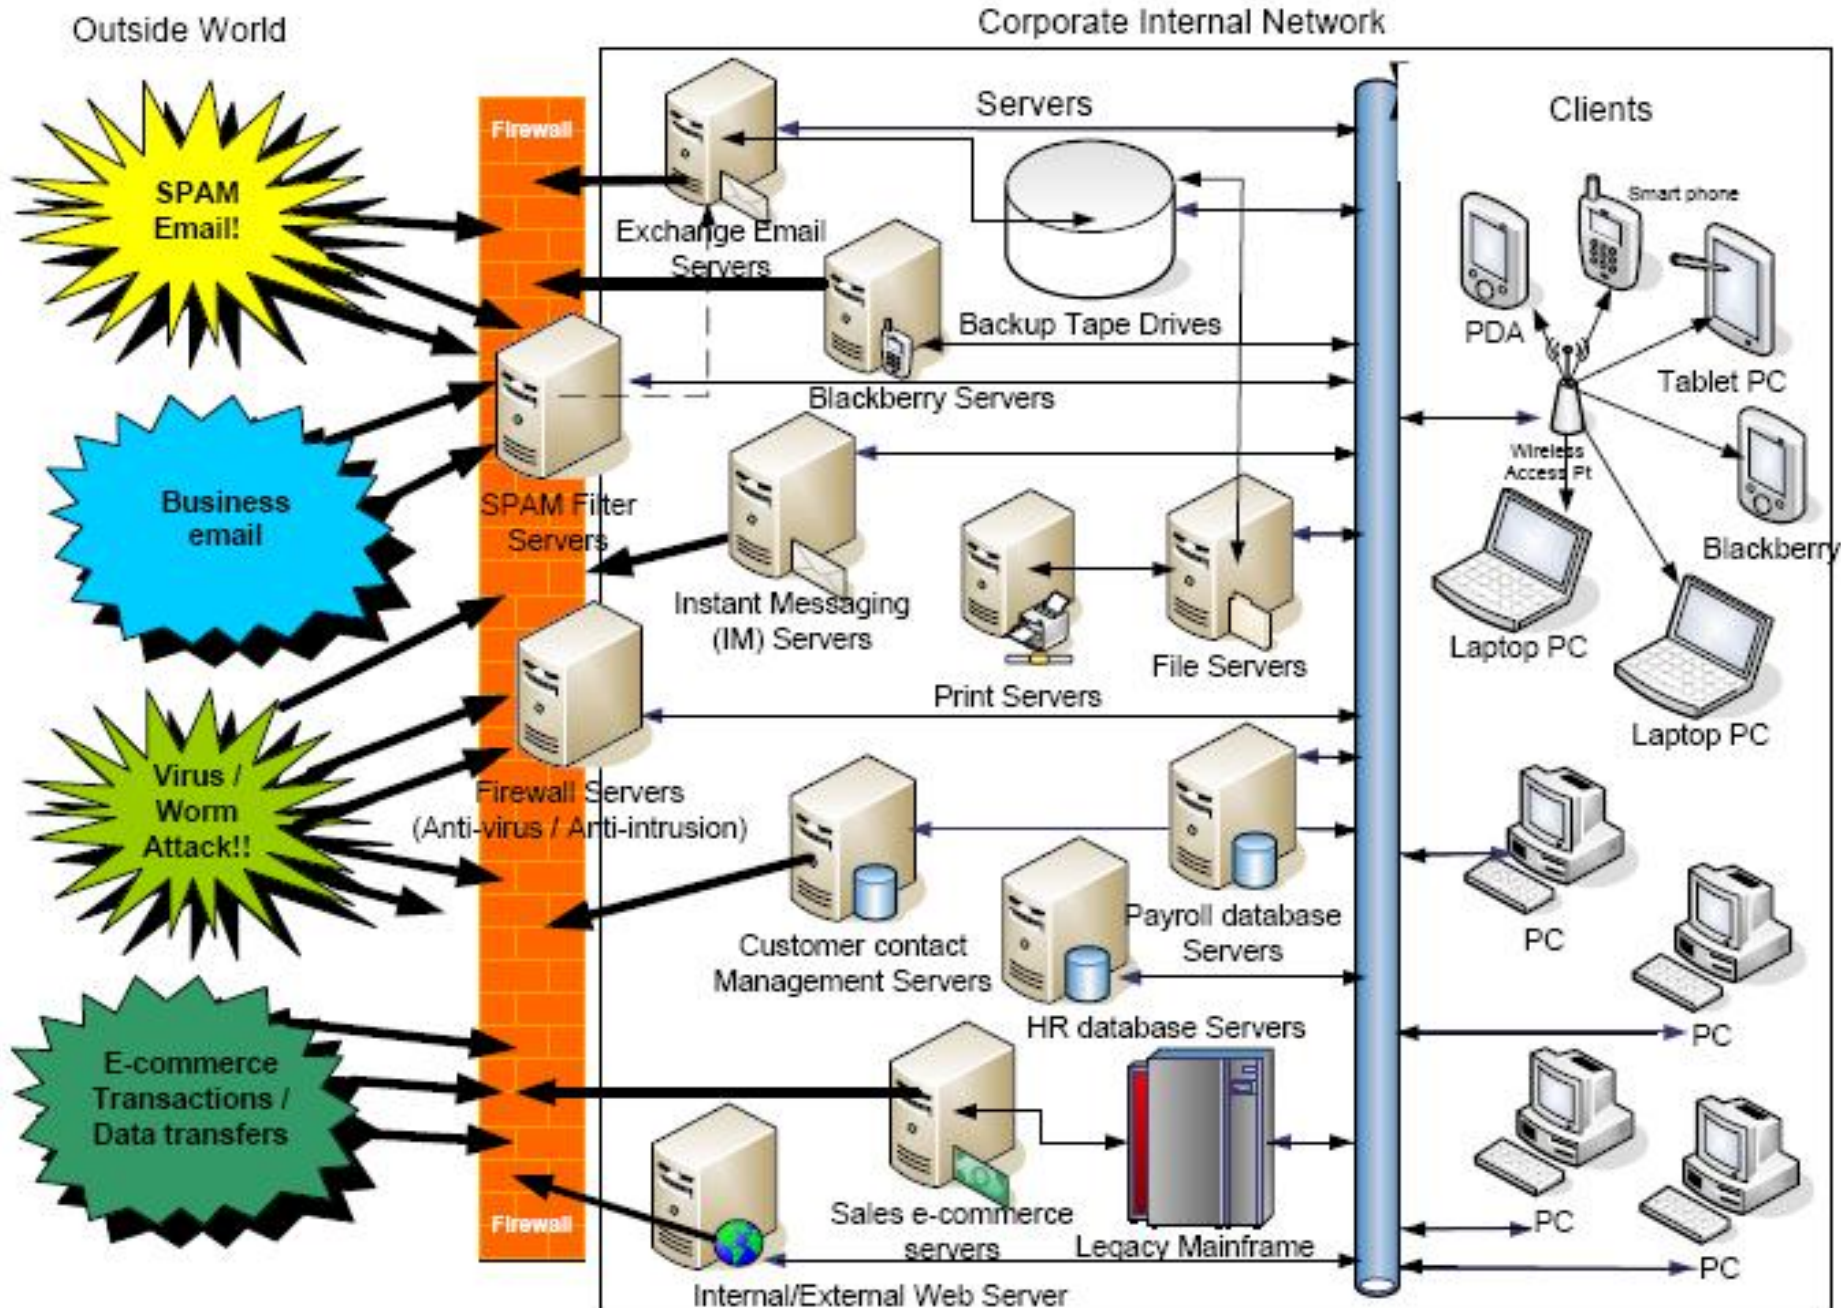 Outside World
Corporate Internal Network
Firewall
Servers
Clients
SPAM
Email!
Exchange Email
Servers
Smart phone
PDA
Tablet PC
Backup Tape Drives
Blackberry Servers
Wireless
Access Pt
Business
email
SPAM Filter
Servers
Blackberry
Instant Messaging
(IM) Servers
File Servers
Print Servers
Laptop PC
Laptop PC
Virus /
Worm
Attack!!
Firewall Servers
(Anti-virus / Anti-intrusion)
Customer contact
Management Servers
Payroll database
Servers
PC
HR database Servers
PC
E-commerce
Transactions /
Data transfers
Sales e-commerce
servers
Legacy Mainframe
PC
PC
Firewall
Internal/External Web Server